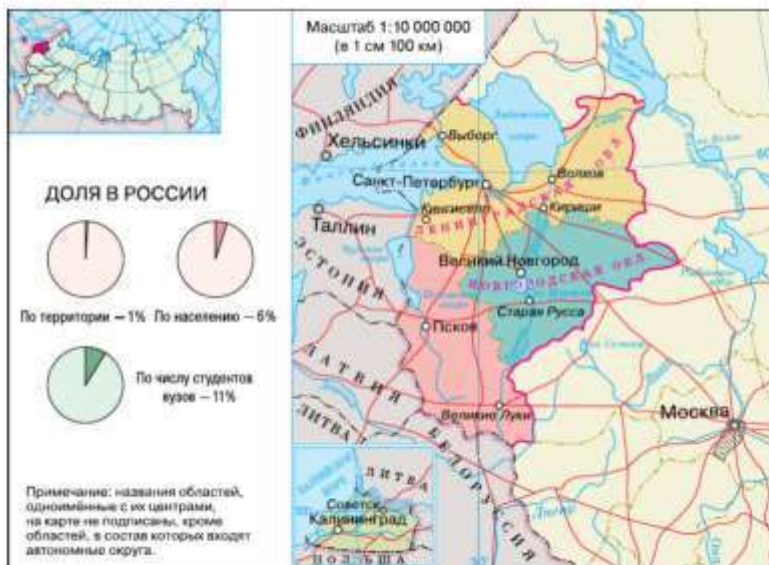 Масштаб 1:10 000 000
(в 1 см 100 км)
ДОЛЯ В РОССИИ
По территории – 1%
По населению – 6%
По числу студентов
вузов – 11%
Примечание: названия областей,
одноимённые с их центрами,
на карте не подписаны, кроме
областей, в состав которых входят
автономные округа.
ФИНЛЯНДИЯ
Хельсинки
Выборг
Ладожское
озеро
Санкт-Петербург
Волхов
Таллин
Кингисепп
Кириши
ЛЕНИНГРАДСКАЯ ОБЛ
ЭСТОНИЯ
Великий Новгород
НОВГОРОДСКАЯ ОБЛ
Старая Русса
Псков
ЛАТВИЯ
Великие Луки
Москва
ЛИТВА
БЕЛОРУССИЯ
ЛИТВА
Советск
Калининград
ПОЛЬША